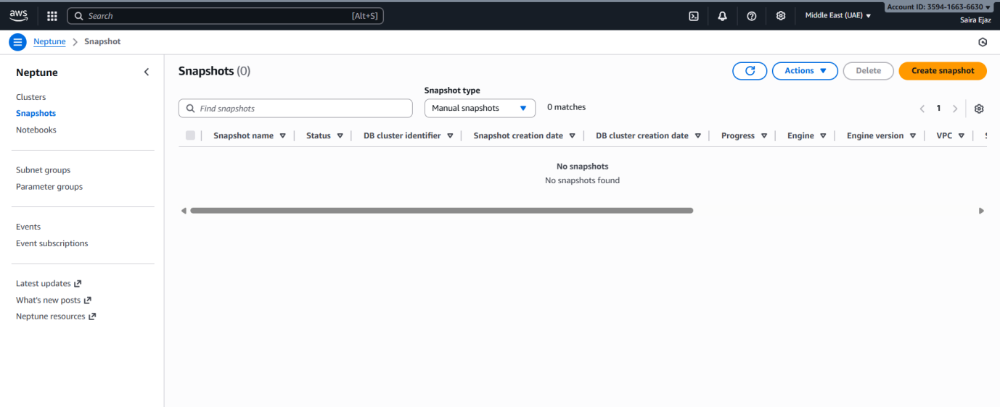 aws
Search [Alt+S]
Middle East (UAE)
Account ID: 3594-1663-6630
Saira Ejaz
Neptune > Snapshot
Neptune
Clusters
Snapshots
Notebooks
Subnet groups
Parameter groups
Events
Event subscriptions
Latest updates
What's new posts
Neptune resources
Snapshots (0)
Actions
Delete
Create snapshot
Snapshot type
Find snapshots
Manual snapshots
0 matches
1
Snapshot name Status DB cluster identifier Snapshot creation date DB cluster creation date Progress Engine Engine version VPC
No snapshots
No snapshots found